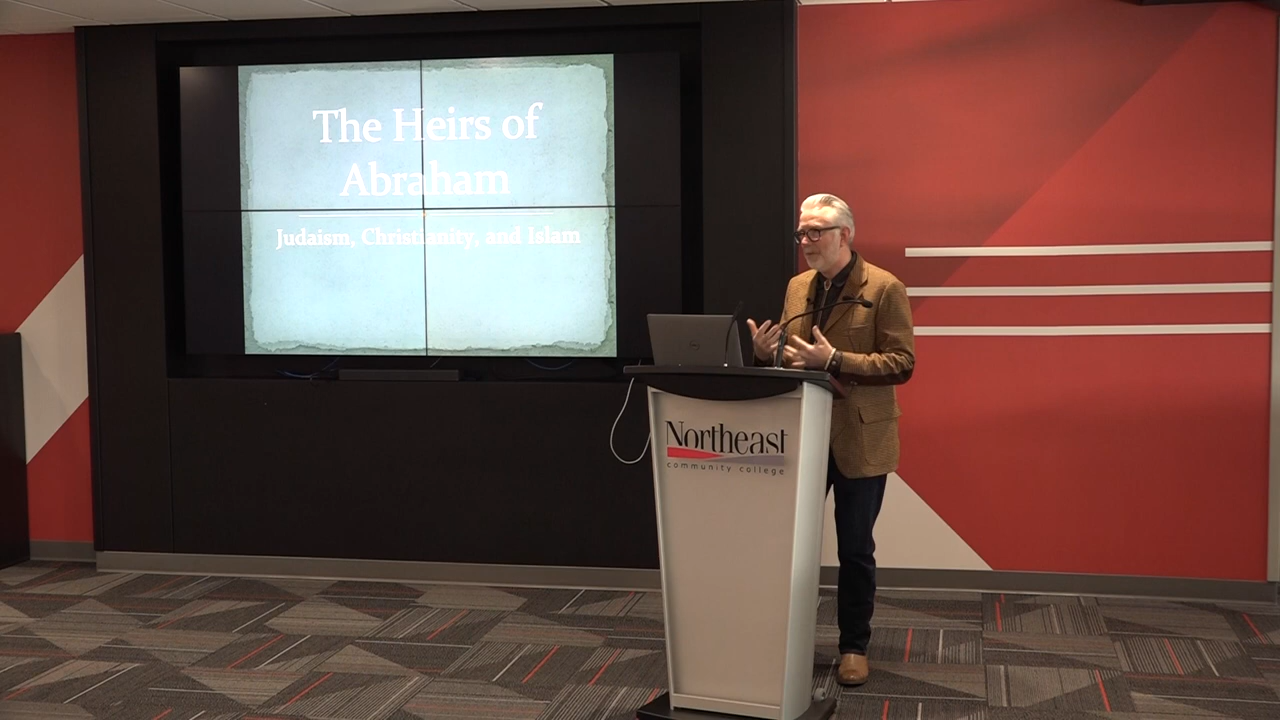 The Heirs of
Abraham
Judaism, Christianity, and Islam
Northeast
community college